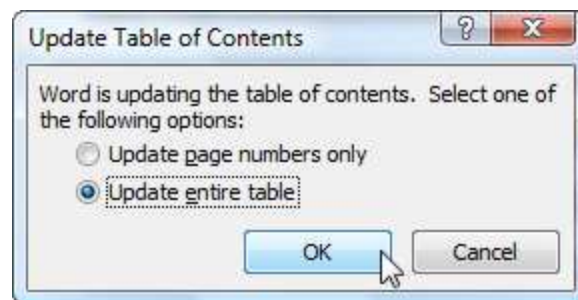 Update Table of Contents
Word is updating the table of contents. Select one of
the following options:
Update page numbers only
Update entire table
OK
Cancel